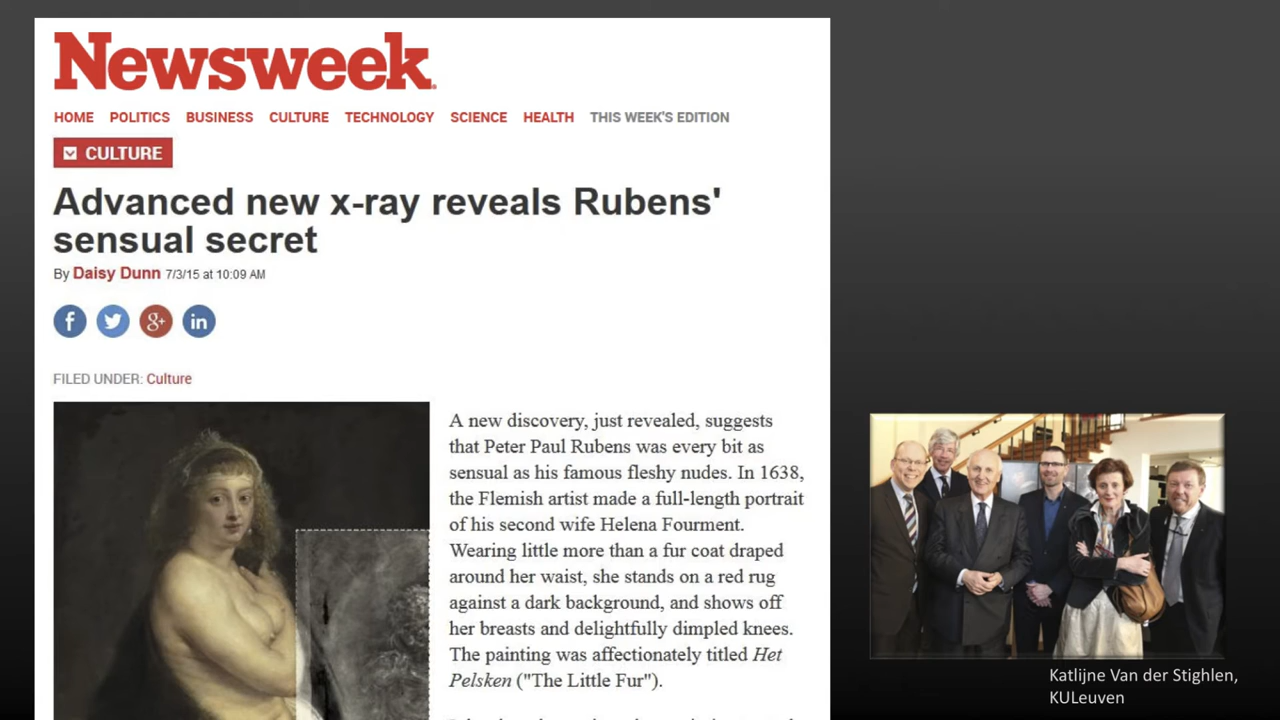 Newsweek
HOME POLITICS BUSINESS CULTURE TECHNOLOGY SCIENCE HEALTH THIS WEEK'S EDITION
CULTURE
Advanced new x-ray reveals Rubens'
sensual secret
By Daisy Dunn 7/3/15 at 10:09 AM
f g+ in
FILED UNDER: Culture
A new discovery, just revealed, suggests
that Peter Paul Rubens was every bit as
sensual as his famous fleshy nudes. In 1638,
the Flemish artist made a full-length portrait
of his second wife Helena Fourment.
Wearing little more than a fur coat draped
around her waist, she stands on a red rug
against a dark background, and shows off
her breasts and delightfully dimpled knees.
The painting was affectionately titled Het
Pelsken ("The Little Fur").
Katlijne Van der Stighlen,
KULeuven